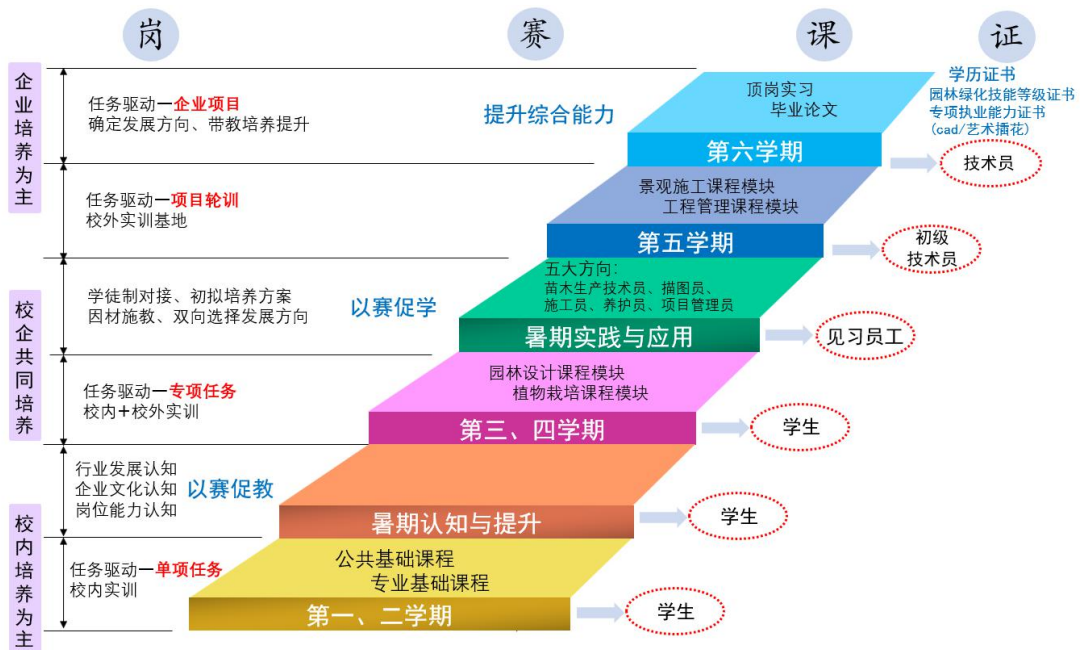 岗
赛
课
证
企业培养为主
任务驱动—企业项目
确定发展方向、带教培养提升
提升综合能力
顶岗实习
毕业论文
第六学期
学历证书
园林绿化技能等级证书
专项执业能力证书
(cad/艺术插花)
技术员
任务驱动—项目轮训
校外实训基地
景观施工课程模块
工程管理课程模块
第五学期
初级
技术员
校企共同培养
学徒制对接、初拟培养方案
因材施教、双向选择发展方向
以赛促学
五大方向:
苗木生产技术员、描图员、
施工员、养护员、项目管理员
暑期实践与应用
见习员工
任务驱动—专项任务
校内+校外实训
园林设计课程模块
植物栽培课程模块
第三、四学期
学生
行业发展认知
企业文化认知
岗位能力认知
以赛促教
暑期认知与提升
学生
校内培养为主
任务驱动—单项任务
校内实训
公共基础课程
专业基础课程
第一、二学期
学生